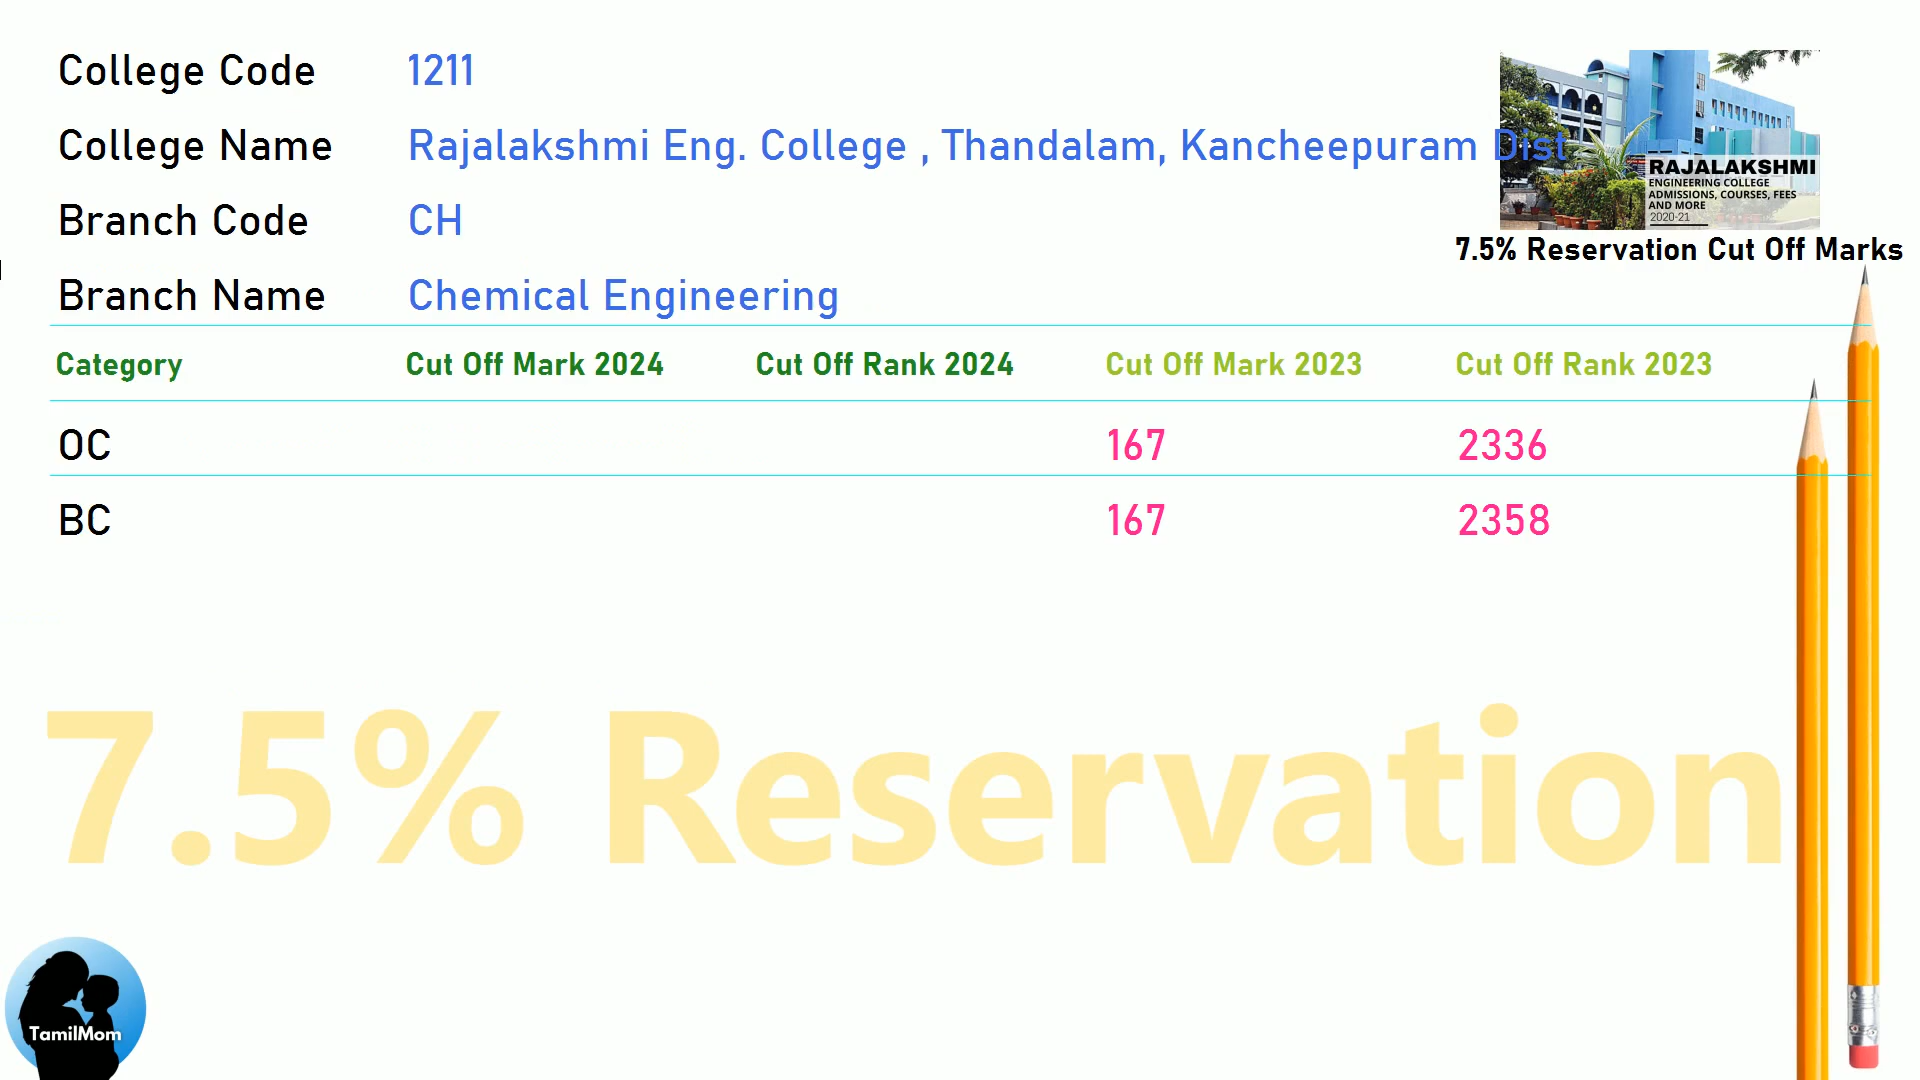 College Code 1211
College Name Rajalakshmi Eng. College , Thandalam, Kancheepuram Dist
RAJALAKSHMI
ENGINEERING COLLEGE
ADMISSIONS, COURSES, FEES
AND MORE
2020-21
Branch Code CH
7.5% Reservation Cut Off Marks
Branch Name Chemical Engineering
Category Cut Off Mark 2024 Cut Off Rank 2024 Cut Off Mark 2023 Cut Off Rank 2023
OC 167 2336
BC 167 2358
7.5% Reservation
TamilMom